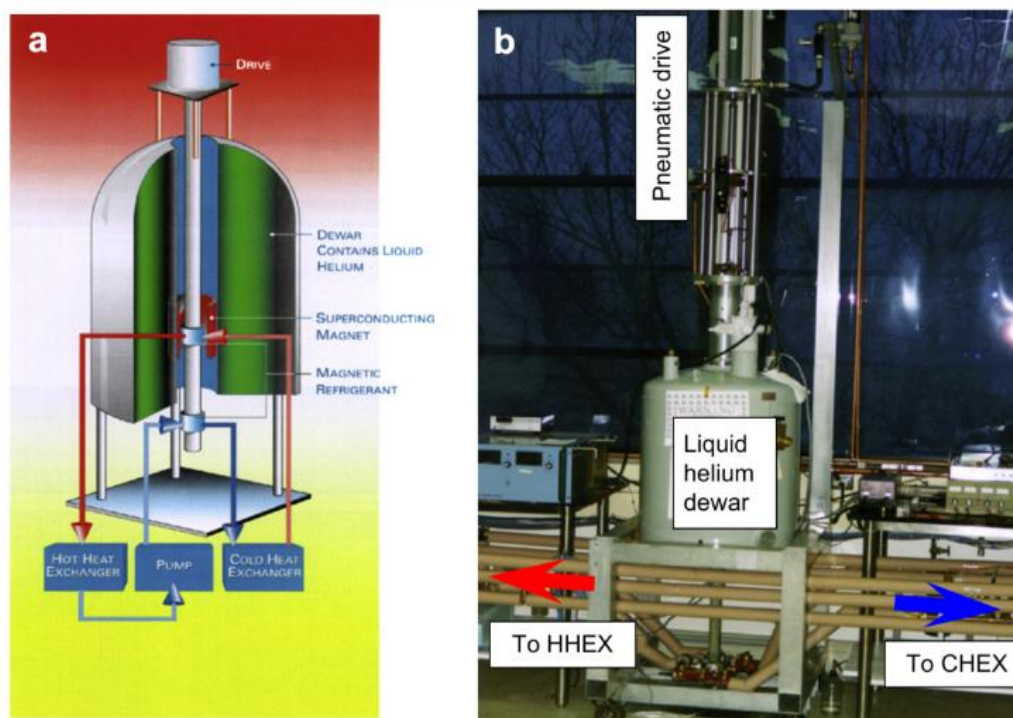 a
DRIVE
DEWAR
CONTAINS LIQUID
HELIUM
SUPERCONDUCTING
MAGNET
MAGNETIC
REFRIGERANT
HOT HEAT
EXCHANGER
PUMP
COLD HEAT
EXCHANGER
b
Pneumatic drive
WARNING
Liquid
helium
dewar
To HHEX
To CHEX